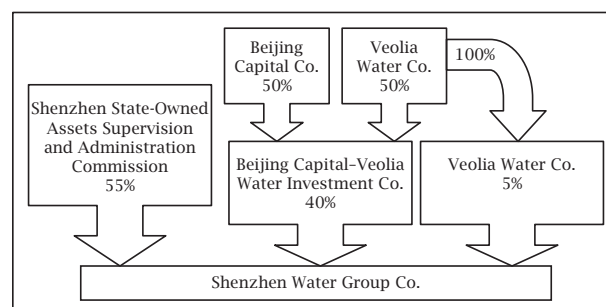 Beijing
Capital Co.
50%
Veolia
Water Co.
50%
100%
Shenzhen State-Owned
Assets Supervision
and Administration
Commission
55%
Beijing Capital–Veolia
Water Investment Co.
40%
Veolia Water Co.
5%
Shenzhen Water Group Co.